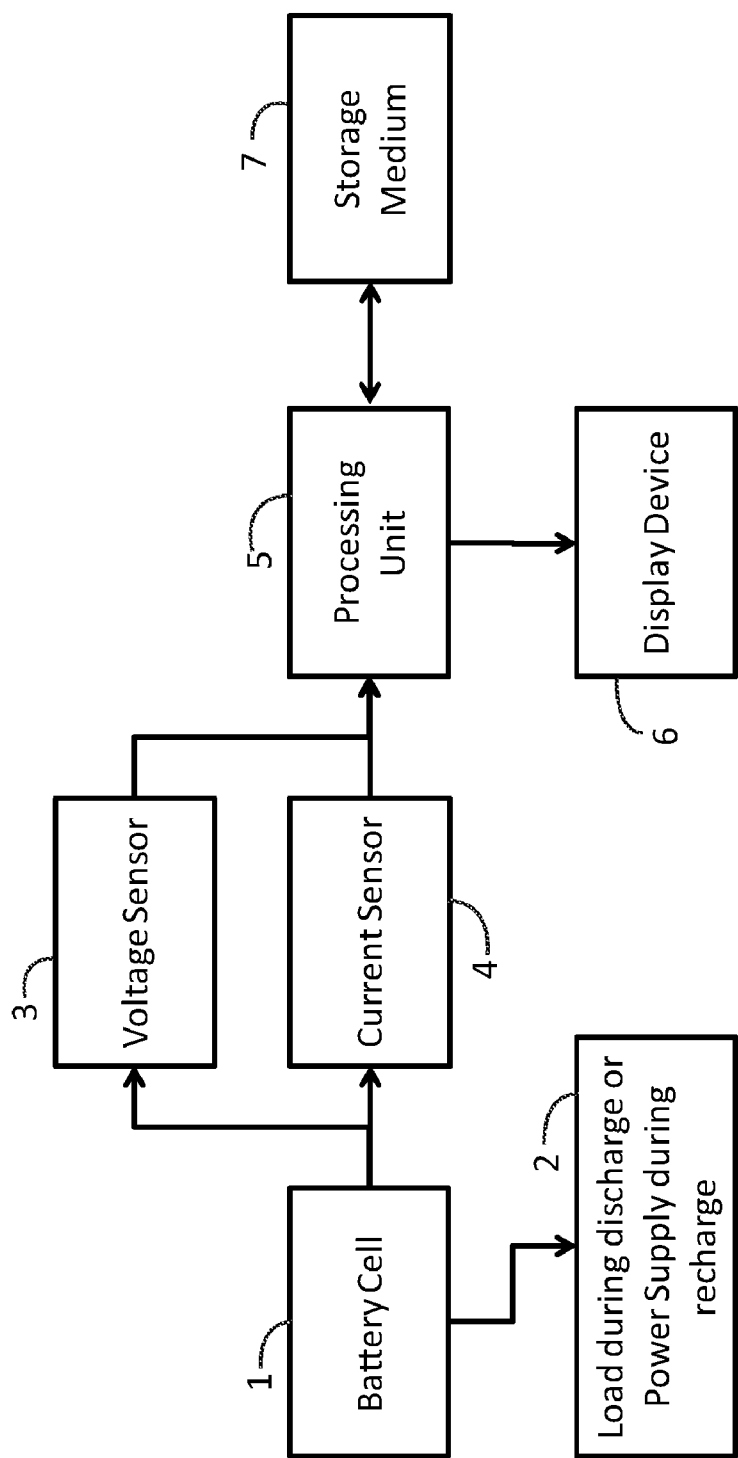 3
Voltage Sensor
1
Battery Cell
Current Sensor
4
5
Processing
Unit
7
Storage
Medium
2
Load during discharge or
Power Supply during
recharge
6
Display Device